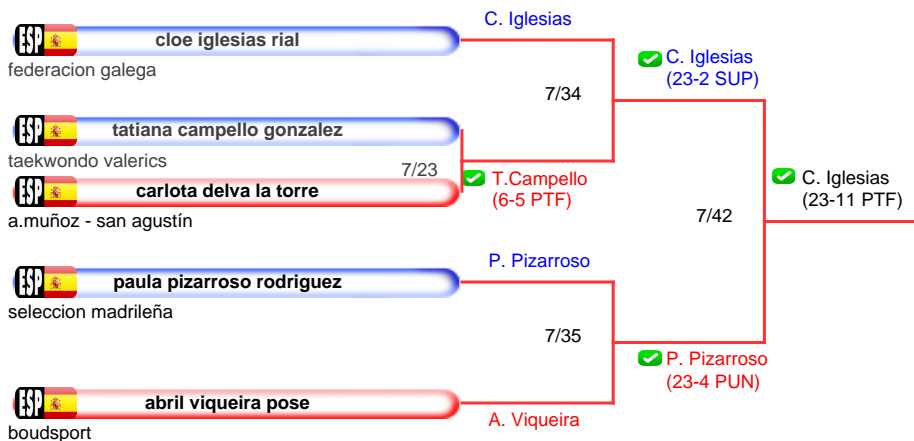 C. Iglesias
ESP cloe iglesias rial
federacion galega
C. Iglesias
(23-2 SUP)
7/34
ESP tatiana campello gonzalez
taekwondo valerics
7/23
T.Campello
(6-5 PTF)
ESP carlota delva la torre
a.muñoz - san agustín
C. Iglesias
(23-11 PTF)
7/42
P. Pizarroso
ESP paula pizarroso rodriguez
seleccion madrileña
7/35
P. Pizarroso
(23-4 PUN)
ESP abril viqueira pose
A. Viqueira
boudsport